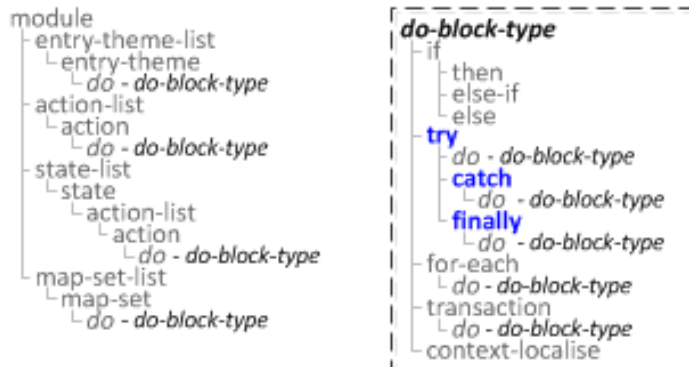 module
entry-theme-list
entry-theme
do - do-block-type
action-list
action
do - do-block-type
state-list
state
action-list
action
do - do-block-type
map-set-list
map-set
do - do-block-type
do-block-type
if
then
else-if
else
try
do - do-block-type
catch
do - do-block-type
finally
do - do-block-type
for-each
do - do-block-type
transaction
do - do-block-type
context-localise